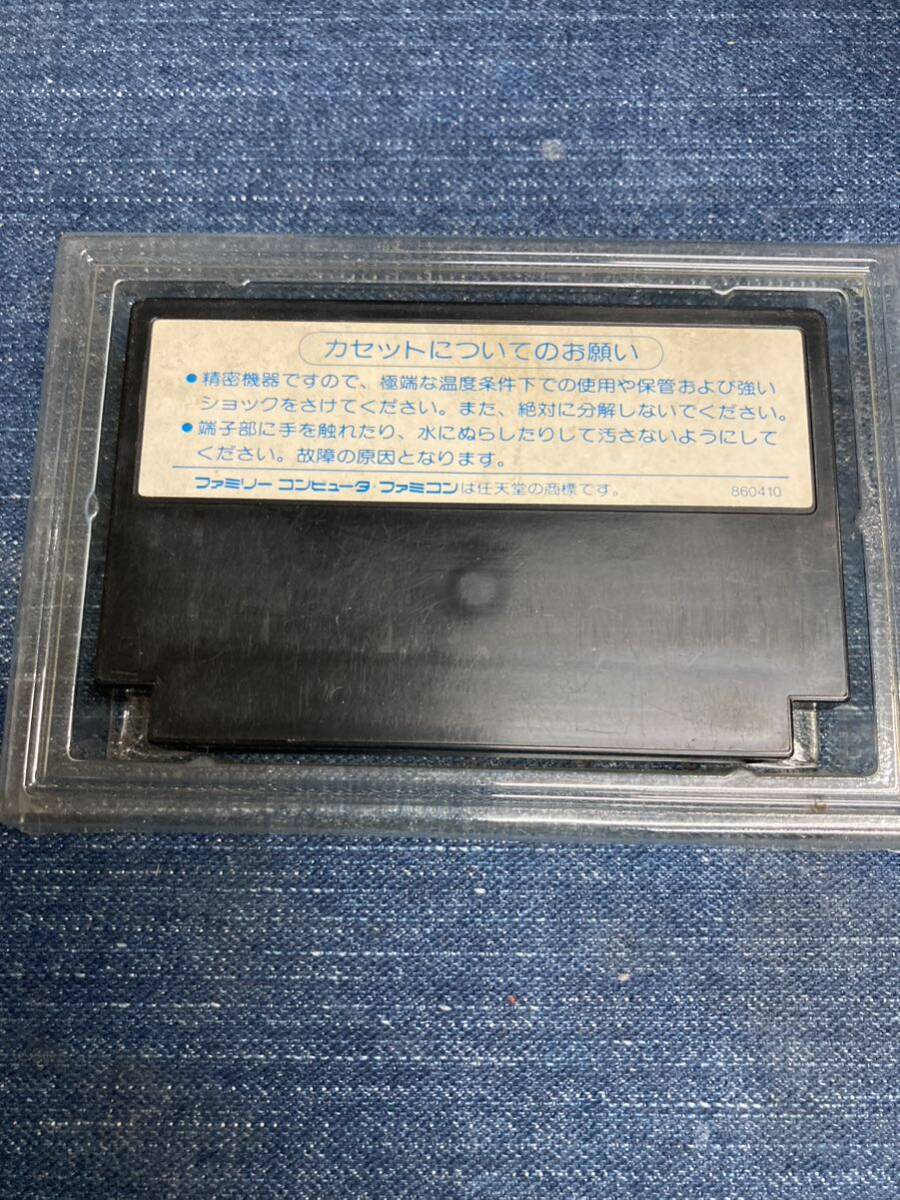 カセットについてのお願い
●精密機器ですので、極端な温度条件下での使用や保管および強い
ショックをさけてください。また、絶対に分解しないでください。
●端子部に手を触れたり、水にぬらしたりして汚さないようにして
ください。故障の原因となります。
ファミリー コンピュータ・ファミコンは任天堂の商標です。 860410